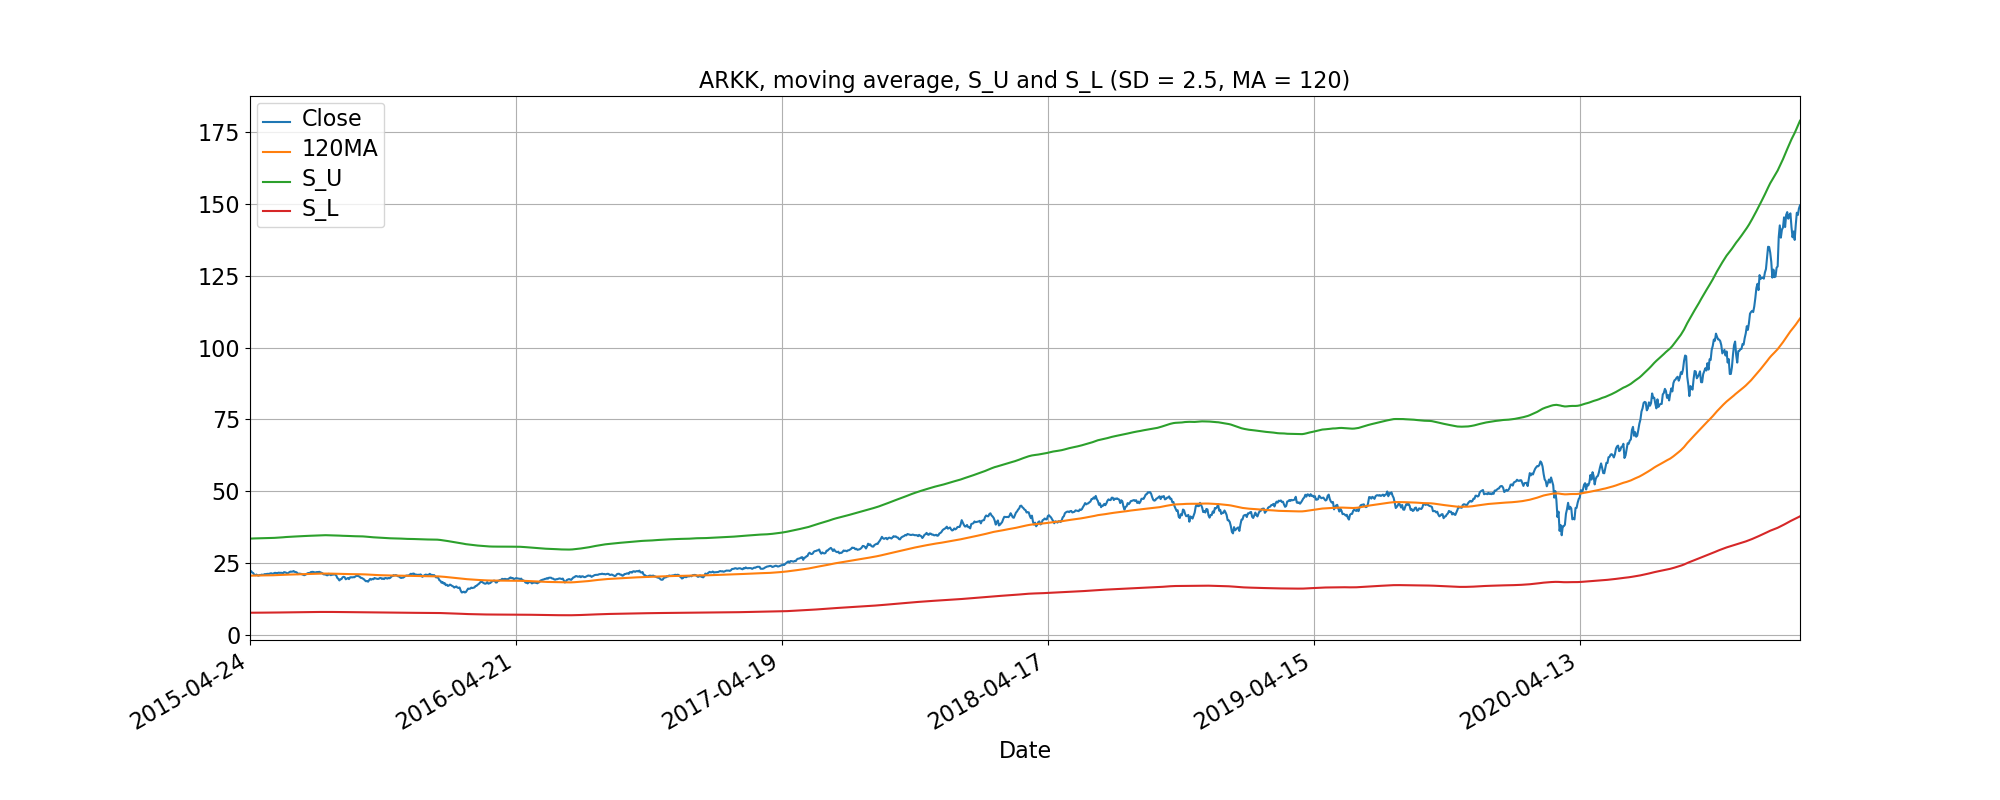 ARKK, moving average, S_U and S_L (SD = 2.5, MA = 120)
Close
120MA
S_U
S_L
175
150
125
100
75
50
25
0
2015-04-24
2016-04-21
2017-04-19
2018-04-17
2019-04-15
2020-04-13
Date